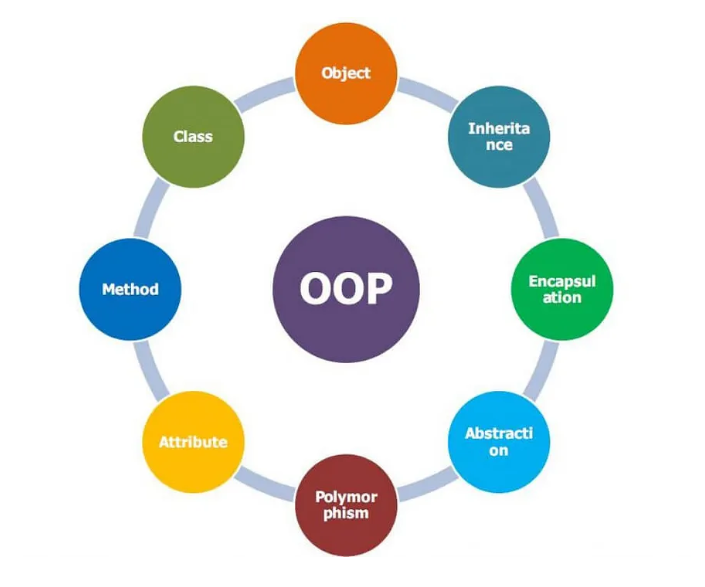 Object
Inherita
nce
Encapsul
ation
Abstracti
on
Polymor
phism
Attribute
Method
Class
OOP